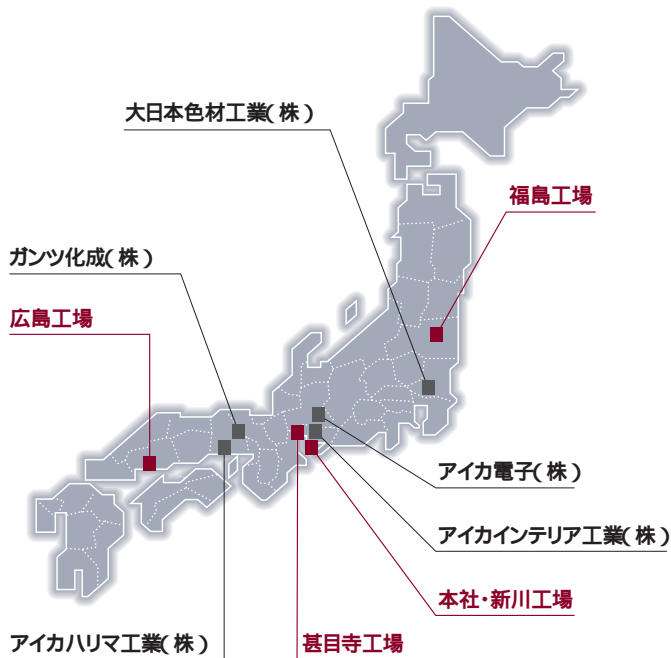 大日本色材工業(株)
福島工場
ガンツ化成(株)
広島工場
アイカ電子(株)
アイカインテリア工業(株)
本社・新川工場
アイカハリマ工業(株)
甚目寺工場